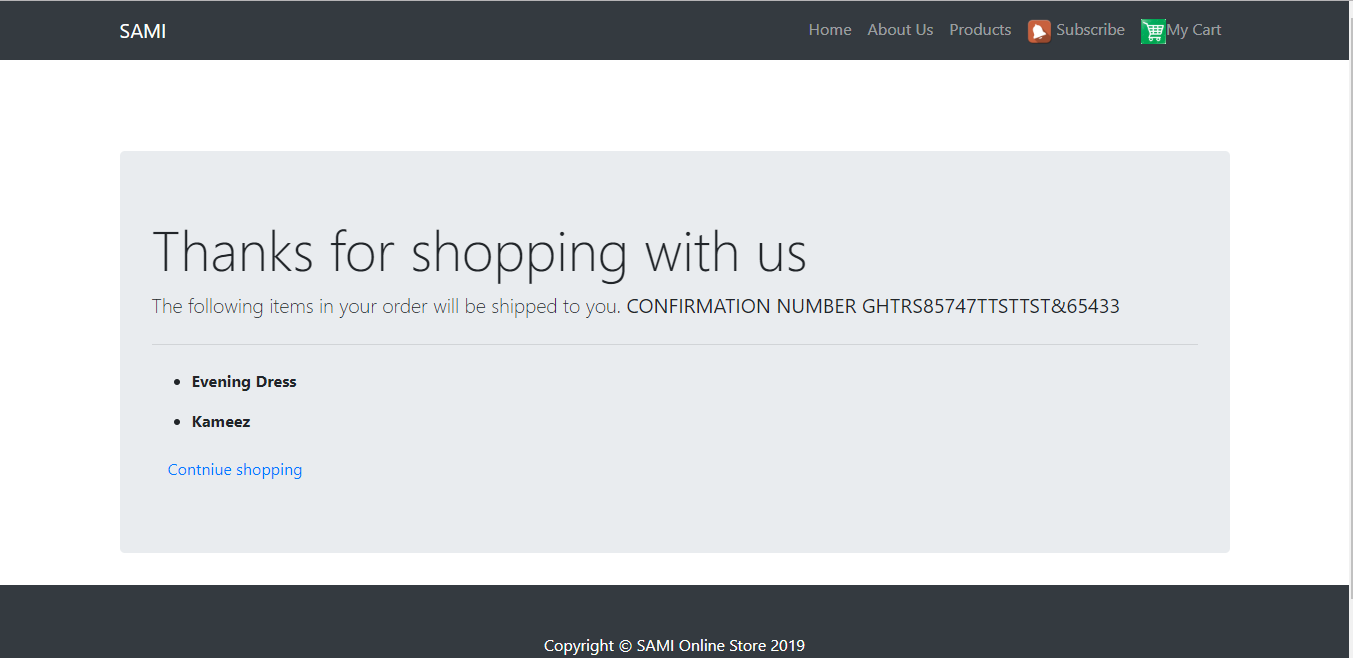 SAMI
Home About Us Products Subscribe My Cart
Thanks for shopping with us
The following items in your order will be shipped to you. CONFIRMATION NUMBER GHTRS85747TTSTTST&65433
• Evening Dress
• Kameez
Contniue shopping
Copyright © SAMI Online Store 2019